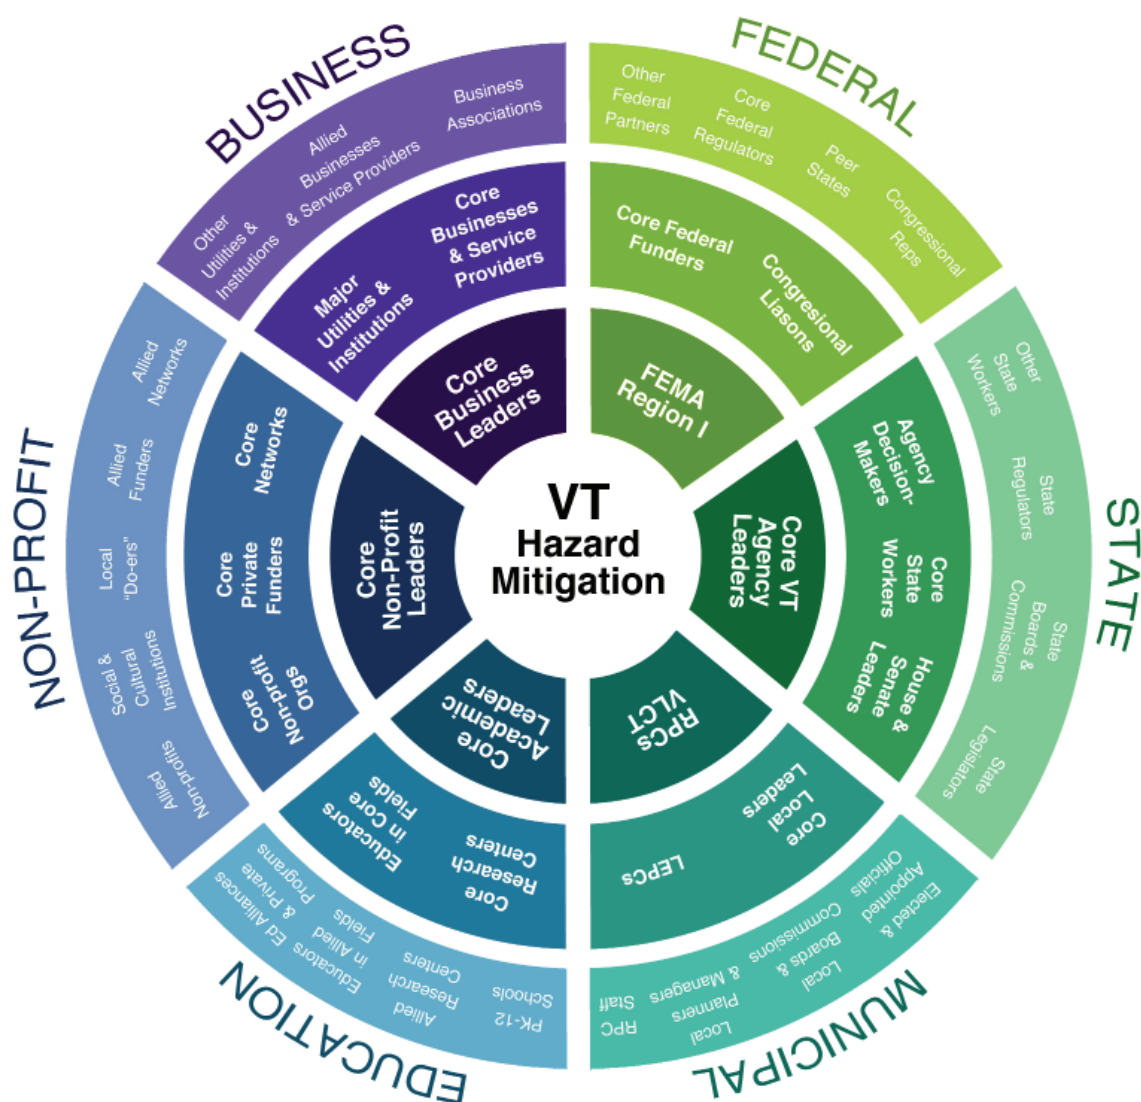 VT
Hazard
Mitigation
FEDERAL
Other
Federal
Partners
Core
Federal
Regulators
Peer
States
Congressional
Reps
Core Federal
Funders
Congresional
Liasons
FEMA
Region I
STATE
Other
State
Workers
State
Regulators
State
Boards &
Commissions
State
Legislators
Agency
Decision-
Makers
Core
State
Workers
House &
Senate
Leaders
Core VT
Agency
Leaders
MUNICIPAL
Elected &
Appointed
Officials
Local
Boards &
Commissions
Local
Planners
& Managers
RPC
Staff
Core
Local
Leaders
LEPCs
RPCs
VLCT
EDUCATION
PK-12
Schools
Allied
Research
Centers
Educators
in Allied
Fields
Ed Alliances
& Private
Programs
Core
Research
Centers
Educators
in Core
Fields
Core
Academic
Leaders
NON-PROFIT
Allied
Networks
Allied
Funders
Local
“Do-ers”
Social &
Cultural
Institutions
Allied
Non-profits
Core
Networks
Core
Private
Funders
Core
Non-profit
Orgs
Core
Non-Profit
Leaders
BUSINESS
Other
Utilities &
Institutions
Allied
Businesses
& Service Providers
Business
Associations
Major
Utilities &
Institutions
Core
Businesses
& Service
Providers
Core
Business
Leaders